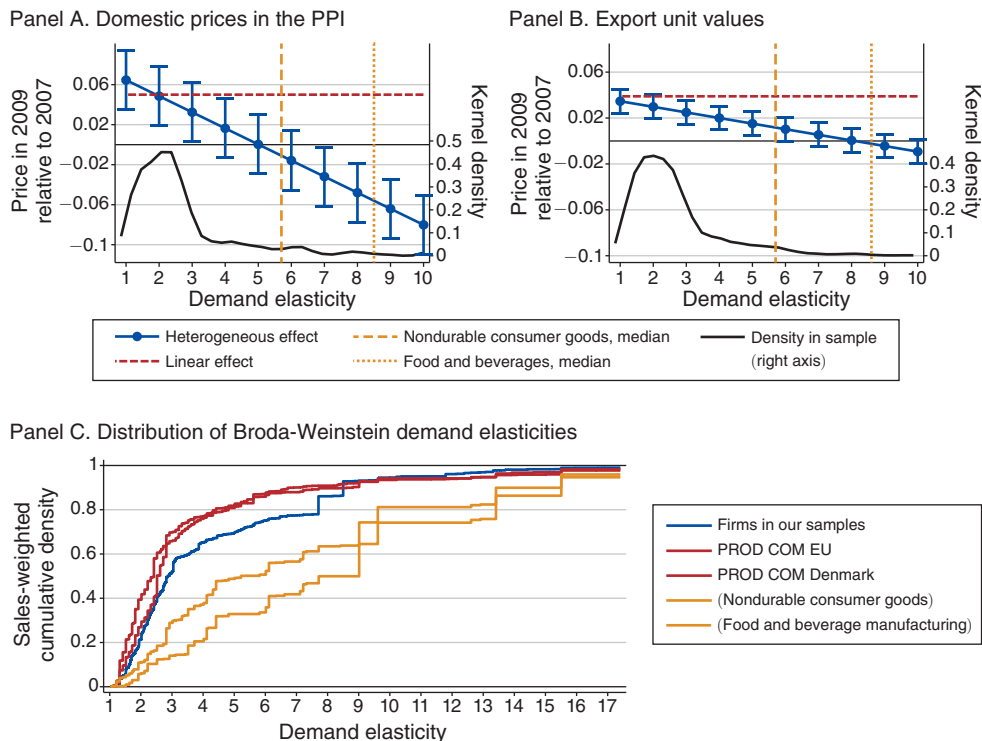 Panel A. Domestic prices in the PPI
Price in 2009
relative to 2007
0.06
0.02
−0.02
−0.06
−0.1
0.5
0.4
0.3
0.2
0.1
0
Kernel density
1 2 3 4 5 6 7 8 9 10
Demand elasticity
Panel B. Export unit values
Price in 2009
relative to 2007
0.06
0.02
−0.02
−0.06
−0.1
0.4
0.3
0.2
0.1
0
Kernel density
1 2 3 4 5 6 7 8 9 10
Demand elasticity
Heterogeneous effect
Linear effect
Nondurable consumer goods, median
Food and beverages, median
Density in sample
(right axis)
Panel C. Distribution of Broda-Weinstein demand elasticities
Sales-weighted
cumulative density
1
0.8
0.6
0.4
0.2
0
1 2 3 4 5 6 7 8 9 10 11 12 13 14 15 16 17
Demand elasticity
Firms in our samples
PROD COM EU
PROD COM Denmark
(Nondurable consumer goods)
(Food and beverage manufacturing)